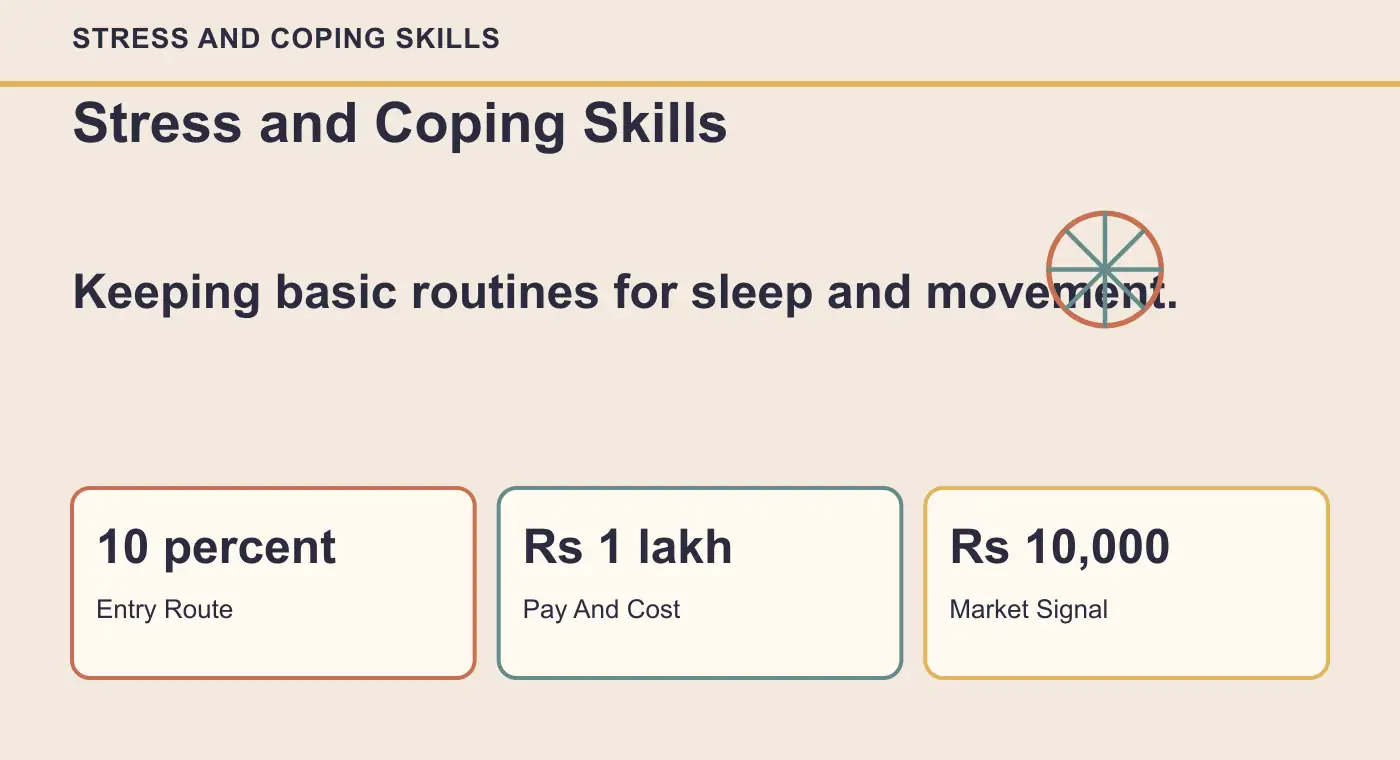 STRESS AND COPING SKILLS
Stress and Coping Skills
Keeping basic routines for sleep and movement.
10 percent
Entry Route
Rs 1 lakh
Pay And Cost
Rs 10,000
Market Signal